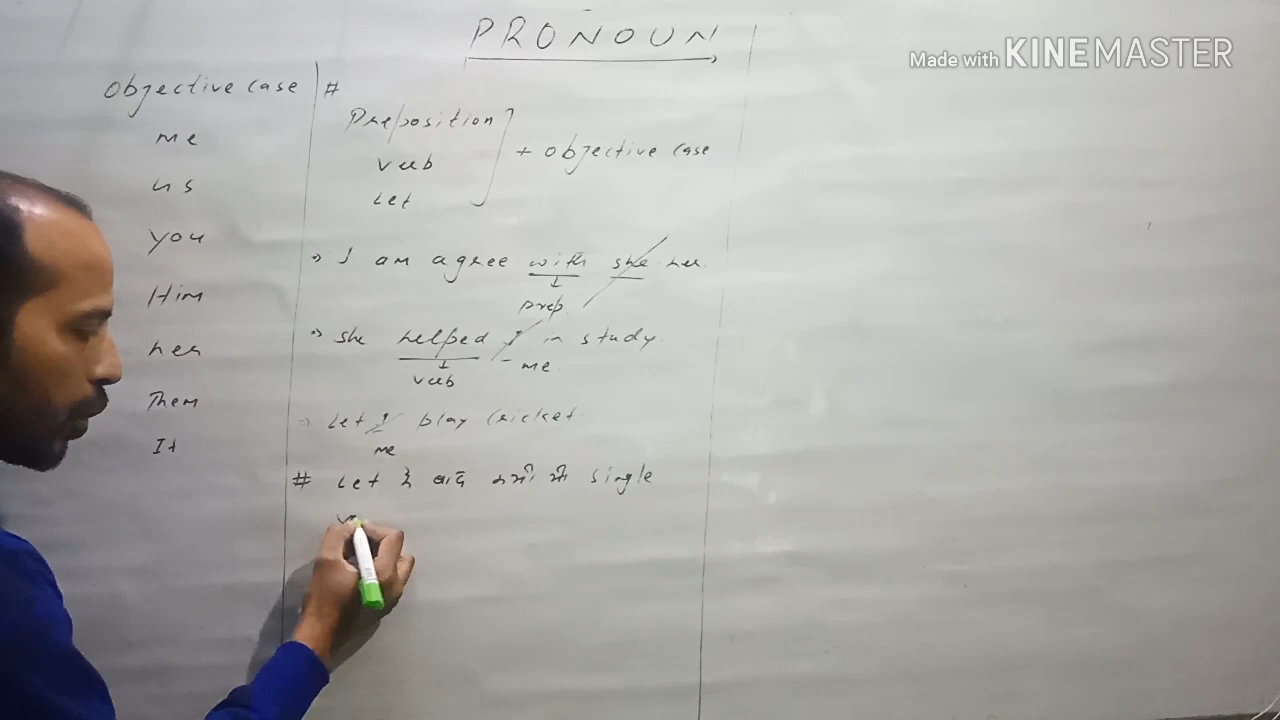 PRONOUN
Made with KINEMASTER
Objective case
me
us
you
Him
her
Them
It
#
Preposition
verb
Let
+ objective case
⇒ I am agree with she her.
prep.
⇒ she helped I in study.
verb
me
⇒ Let I play cricket.
me
# Let के बाद कभी भी single
v